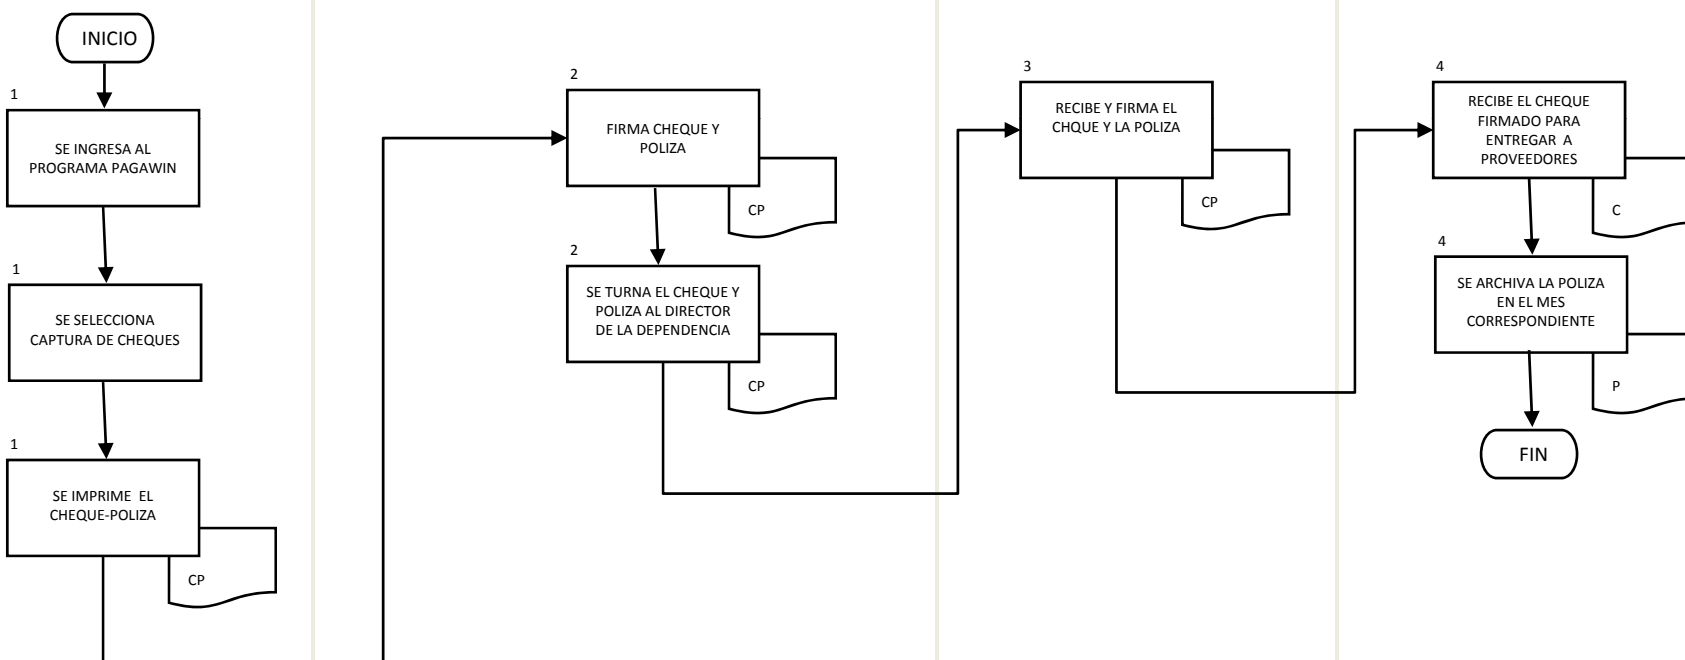 INICIO
1
SE INGRESA AL
PROGRAMA PAGAWIN
1
SE SELECCIONA
CAPTURA DE CHEQUES
1
SE IMPRIME EL
CHEQUE-POLIZA
CP
2
FIRMA CHEQUE Y
POLIZA
CP
2
SE TURNA EL CHEQUE Y
POLIZA AL DIRECTOR
DE LA DEPENDENCIA
CP
3
RECIBE Y FIRMA EL
CHQUE Y LA POLIZA
CP
4
RECIBE EL CHEQUE
FIRMADO PARA
ENTREGAR A
PROVEEDORES
C
4
SE ARCHIVA LA POLIZA
EN EL MES
CORRESPONDIENTE
P
FIN